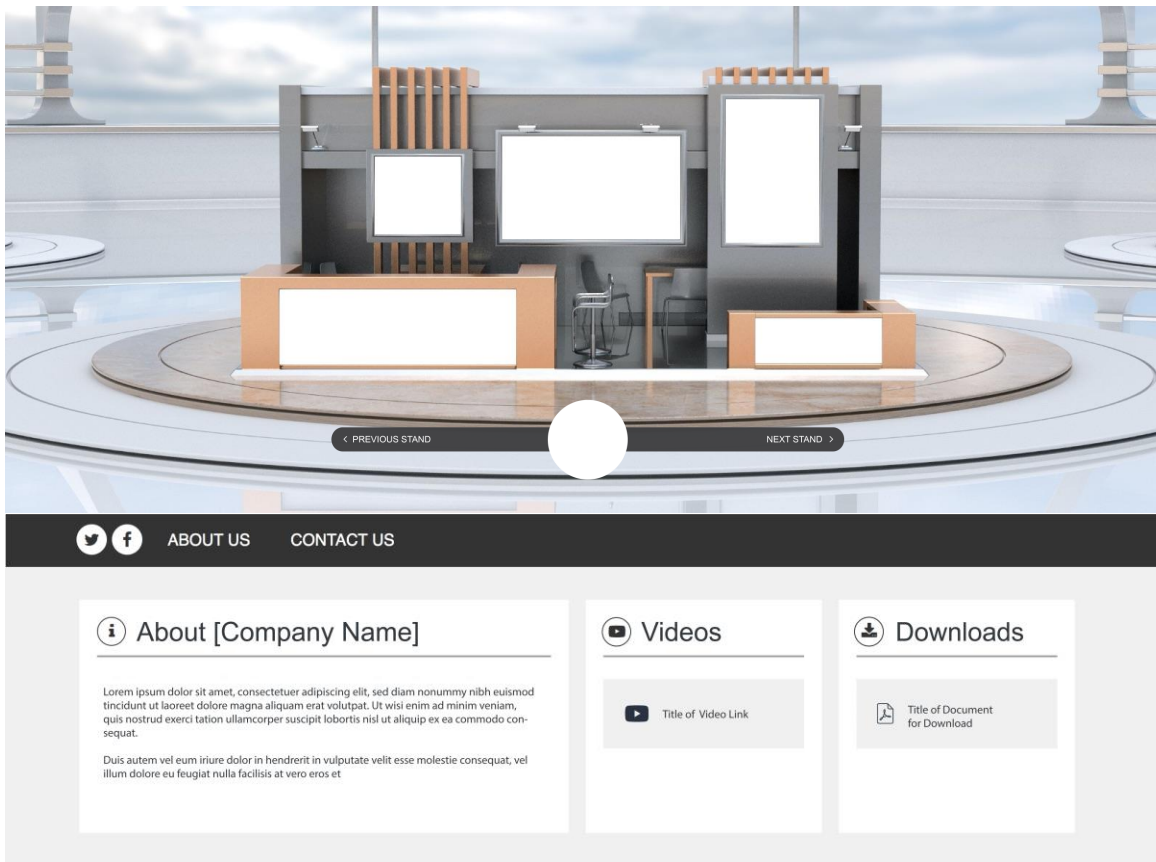 PREVIOUS STAND
NEXT STAND
ABOUT US
CONTACT US
About [Company Name]
Lorem ipsum dolor sit amet, consectetuer adipiscing elit, sed diam nonummy nibh euismod
tincidunt ut laoreet dolore magna aliquam erat volutpat. Ut wisi enim ad minim veniam,
quis nostrud exerci tation ullamcorper suscipit lobortis nisl ut aliquip ex ea commodo con-
sequat.
Duis autem vel eum iriure dolor in hendrerit in vulputate velit esse molestie consequat, vel
illum dolore eu feugiat nulla facilisis at vero eros et
Videos
Title of Video Link
Downloads
Title of Document
for Download